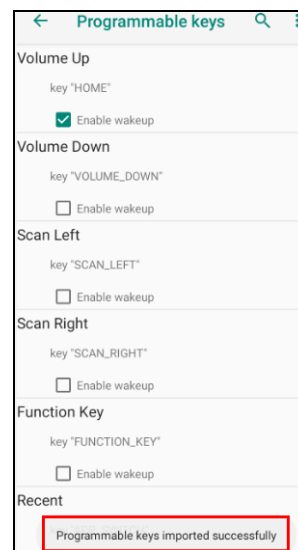 Programmable keys
Volume Up
key "HOME"
Enable wakeup
Volume Down
key "VOLUME_DOWN"
Enable wakeup
Scan Left
key "SCAN_LEFT"
Enable wakeup
Scan Right
key "SCAN_RIGHT"
Enable wakeup
Function Key
key "FUNCTION_KEY"
Enable wakeup
Recent
Programmable keys imported successfully